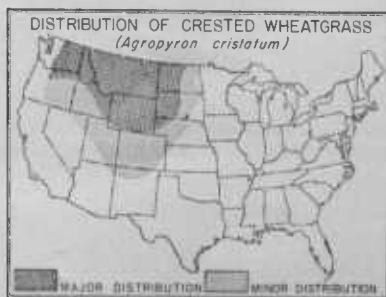 DISTRIBUTION OF CRESTED WHEATGRASS
(Agropyron cristatum)
MAJOR DISTRIBUTION MINOR DISTRIBUTION